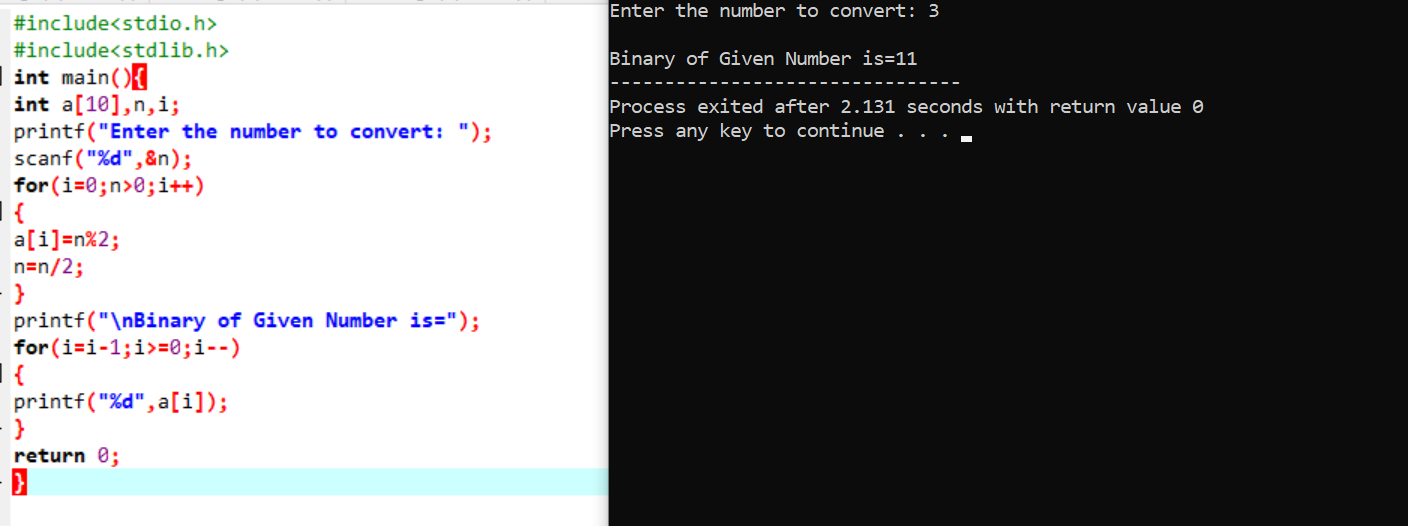 #include<stdio.h>
#include<stdlib.h>
int main(){
int a[10],n,i;
printf("Enter the number to convert: ");
scanf("%d",&n);
for(i=0;n>0;i++)
{
a[i]=n%2;
n=n/2;
}
printf("\nBinary of Given Number is=");
for(i=i-1;i>=0;i--)
{
printf("%d",a[i]);
}
return 0;
}
Enter the number to convert: 3
Binary of Given Number is=11
--------------------------------
Process exited after 2.131 seconds with return value 0
Press any key to continue . . .